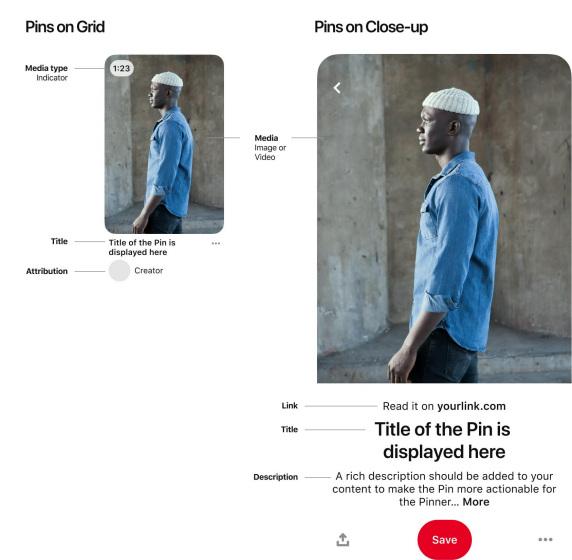 Pins on Grid
Media type
Indicator
1:23
Title
Title of the Pin is
displayed here
Attribution
Creator
Pins on Close-up
Media
Image or
Video
Link
Read it on yourlink.com
Title
Title of the Pin is
displayed here
Description
A rich description should be added to your
content to make the Pin more actionable for
the Pinner... More
Save